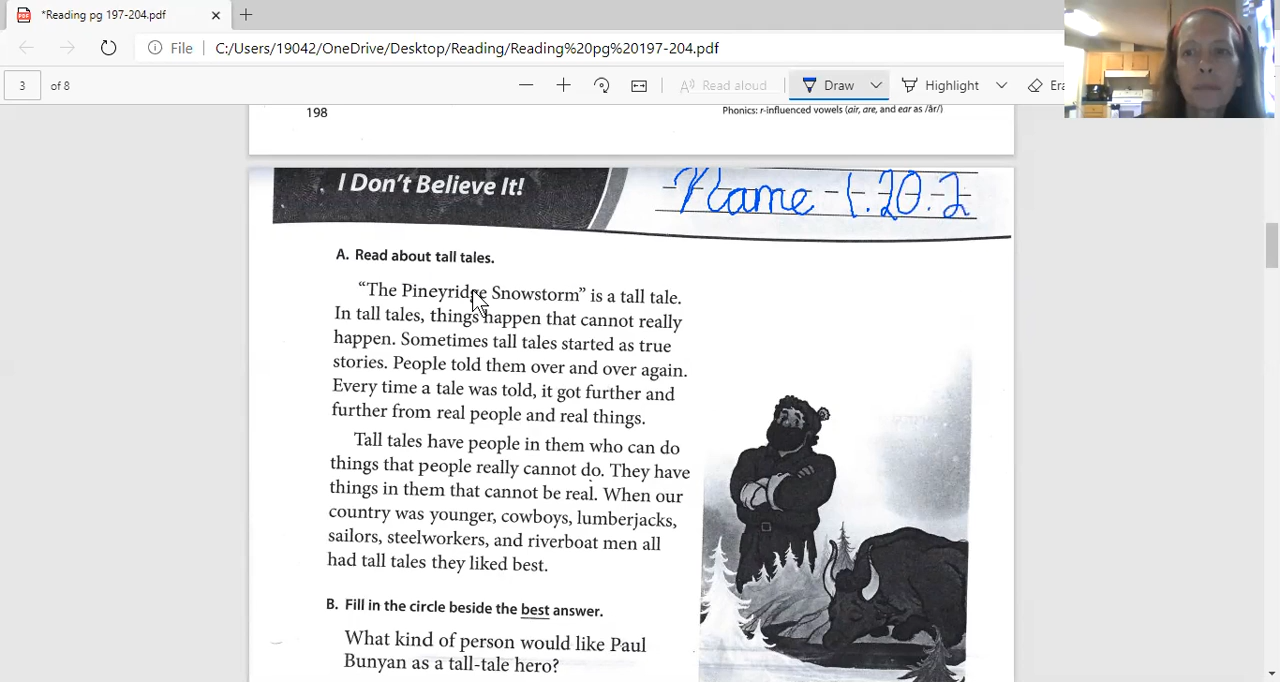 *Reading pg 197-204.pdf
File C:/Users/19042/OneDrive/Desktop/Reading/Reading%20pg%20197-204.pdf
3 of 8 Read aloud Draw Highlight Era
198 Phonics: r-influenced vowels (air, are, and ear as /âr/)
I Don't Believe It! Name 1.20.2
A. Read about tall tales.
"The Pineyridge Snowstorm" is a tall tale.
In tall tales, things happen that cannot really
happen. Sometimes tall tales started as true
stories. People told them over and over again.
Every time a tale was told, it got further and
further from real people and real things.
Tall tales have people in them who can do
things that people really cannot do. They have
things in them that cannot be real. When our
country was younger, cowboys, lumberjacks,
sailors, steelworkers, and riverboat men all
had tall tales they liked best.
B. Fill in the circle beside the best answer.
What kind of person would like Paul
Bunyan as a tall-tale hero?